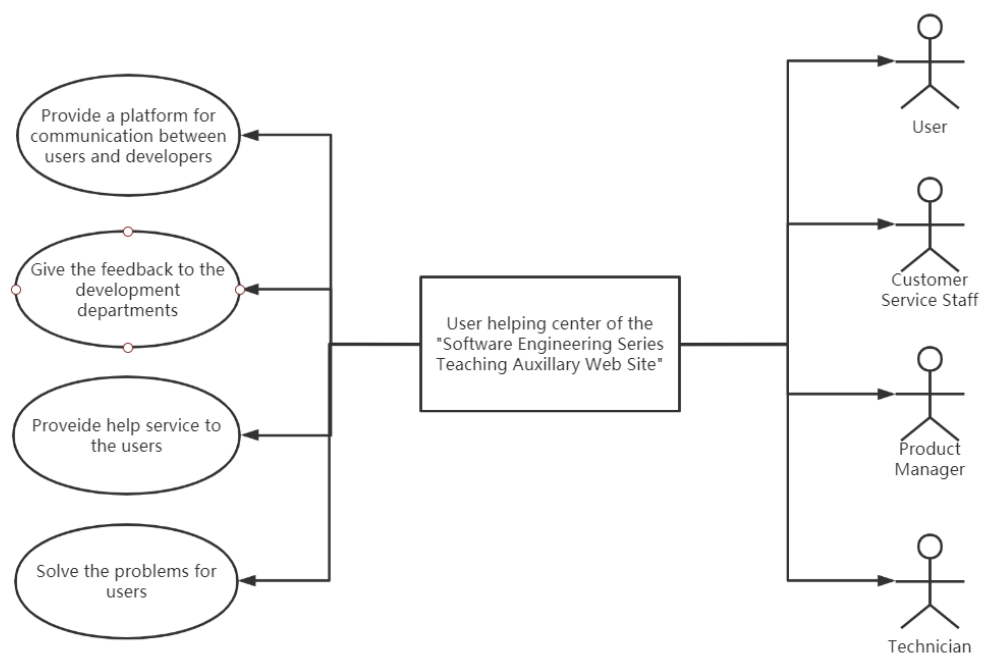 Provide a platform for
communication between
users and developers
Give the feedback to the
development
departments
Proveide help service to
the users
Solve the problems for
users
User helping center of the
"Software Engineering Series
Teaching Auxillary Web Site"
User
Customer
Service Staff
Product
Manager
Technician